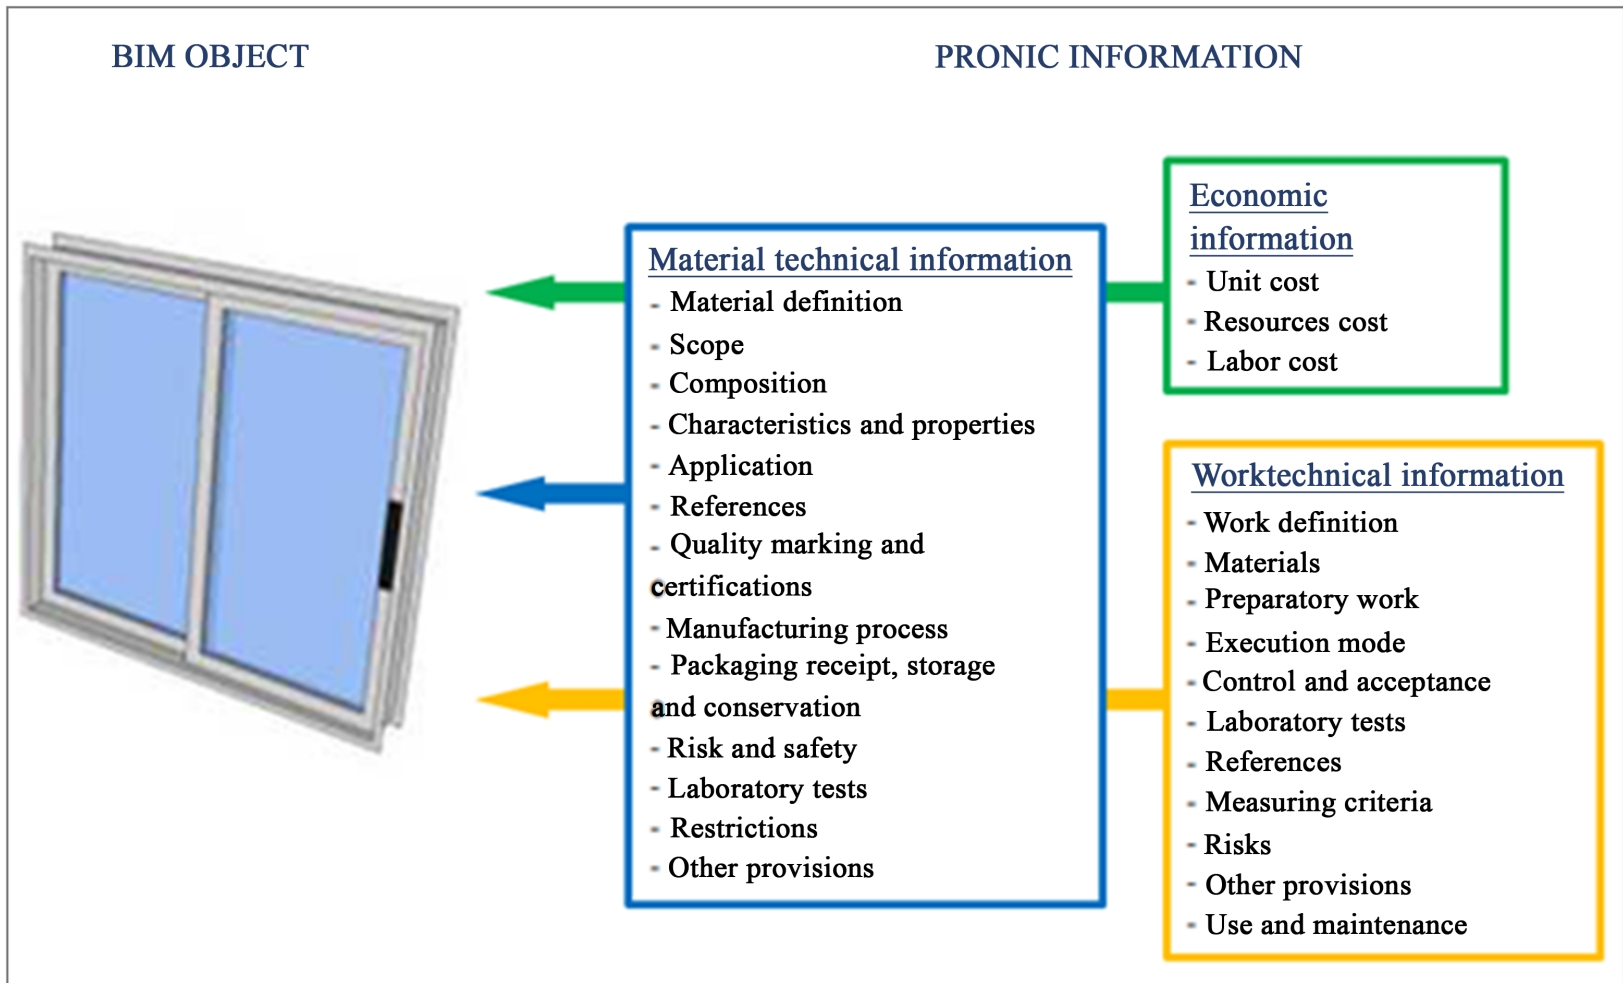 BIM OBJECT
PRONIC INFORMATION
Material technical information
- Material definition
- Scope
- Composition
- Characteristics and properties
- Application
- References
- Quality marking and
certifications
- Manufacturing process
- Packaging receipt, storage
and conservation
- Risk and safety
- Laboratory tests
- Restrictions
- Other provisions
Economic
information
- Unit cost
- Resources cost
- Labor cost
Worktechnical information
- Work definition
- Materials
- Preparatory work
- Execution mode
- Control and acceptance
- Laboratory tests
- References
- Measuring criteria
- Risks
- Other provisions
- Use and maintenance